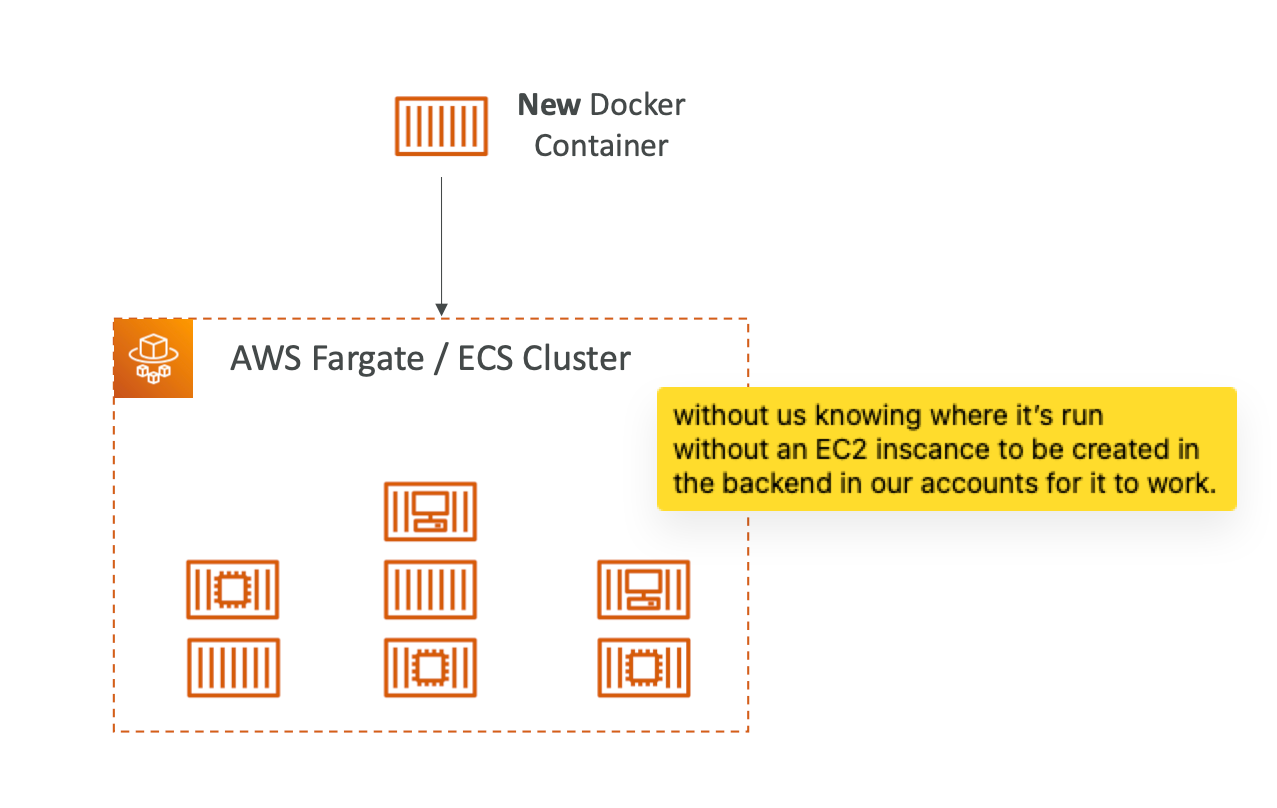 New Docker
Container
AWS Fargate / ECS Cluster
without us knowing where it’s run
without an EC2 inscance to be created in
the backend in our accounts for it to work.